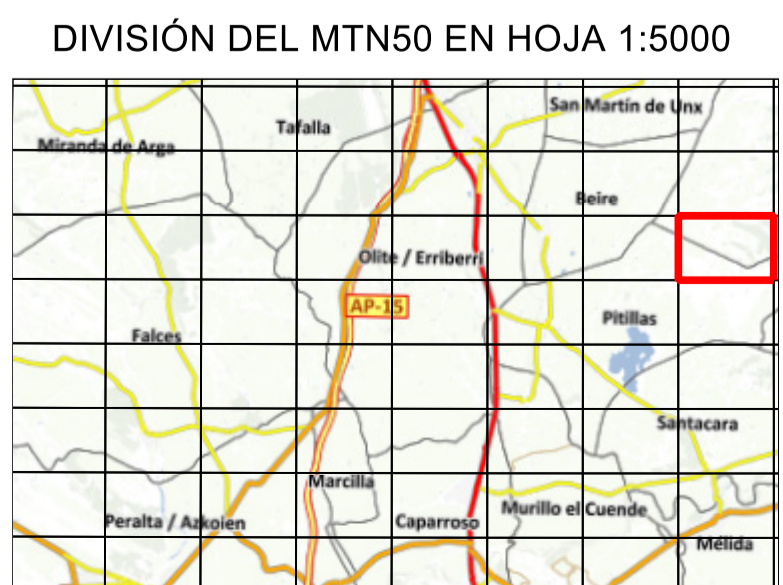 DIVISIÓN DEL MTN50 EN HOJA 1:5000
San Martín de Unx
Tafalla
Miranda de Arga
Beire
Olite / Erriberri
AP-15
Pitillas
Falces
Santacara
Marcilla
Murillo el Cuende
Peralta / Azkoien
Caparroso
Mélida